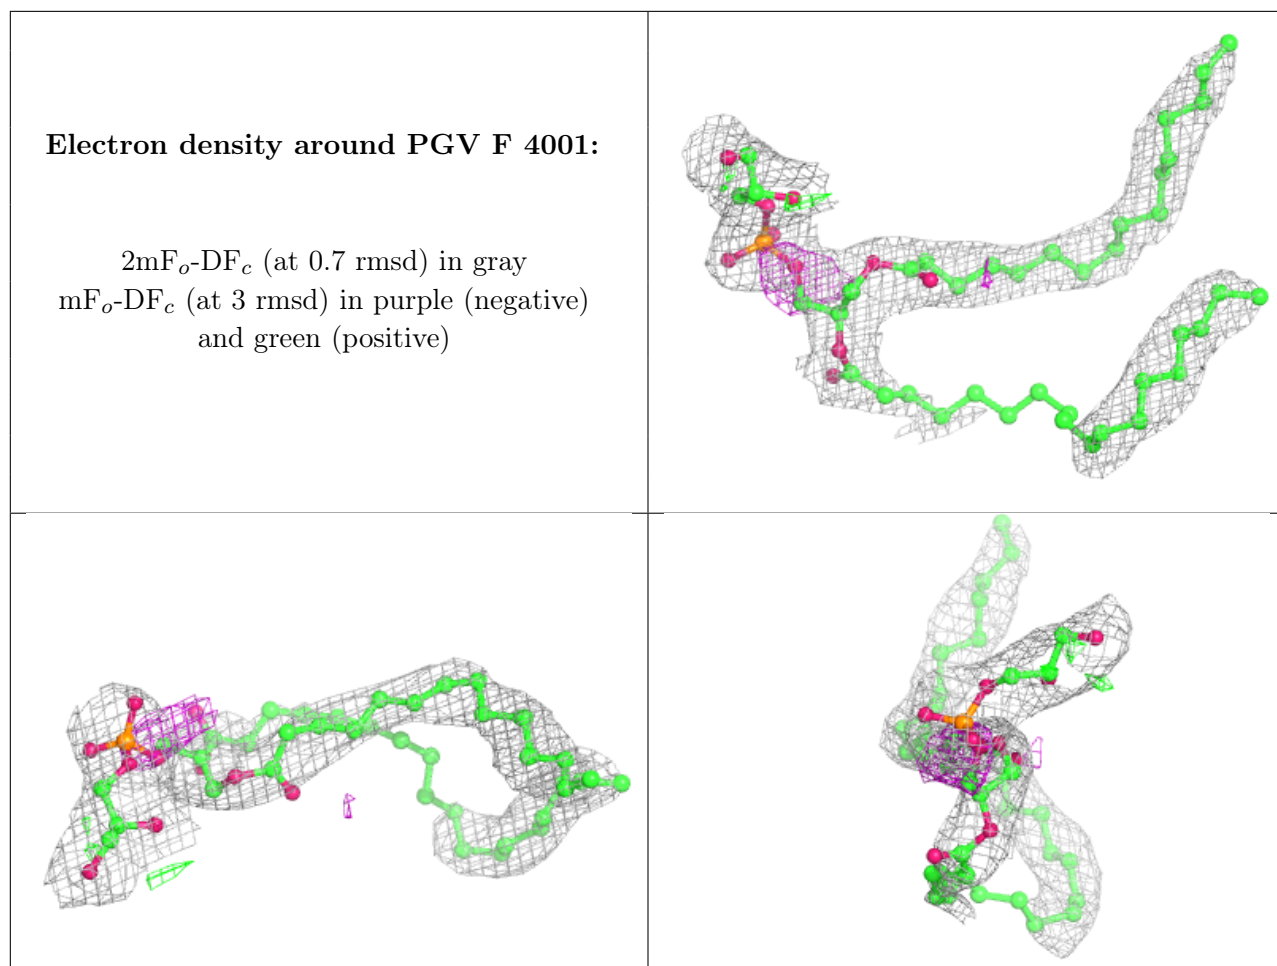 Electron density around PGV F 4001:
2mFo-DFc (at 0.7 rmsd) in gray
mFo-DFc (at 3 rmsd) in purple (negative)
and green (positive)